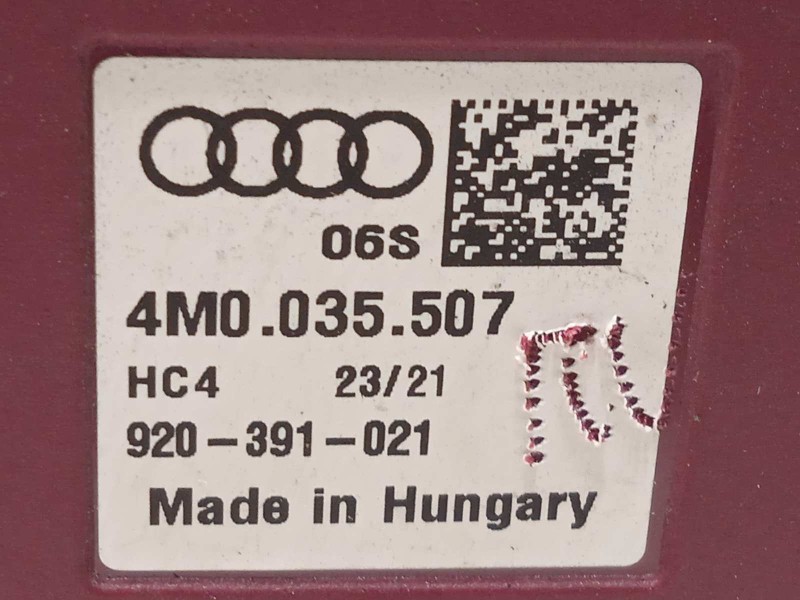 06S
4M0.035.507
HC4 23/21
920-391-021
Made in Hungary